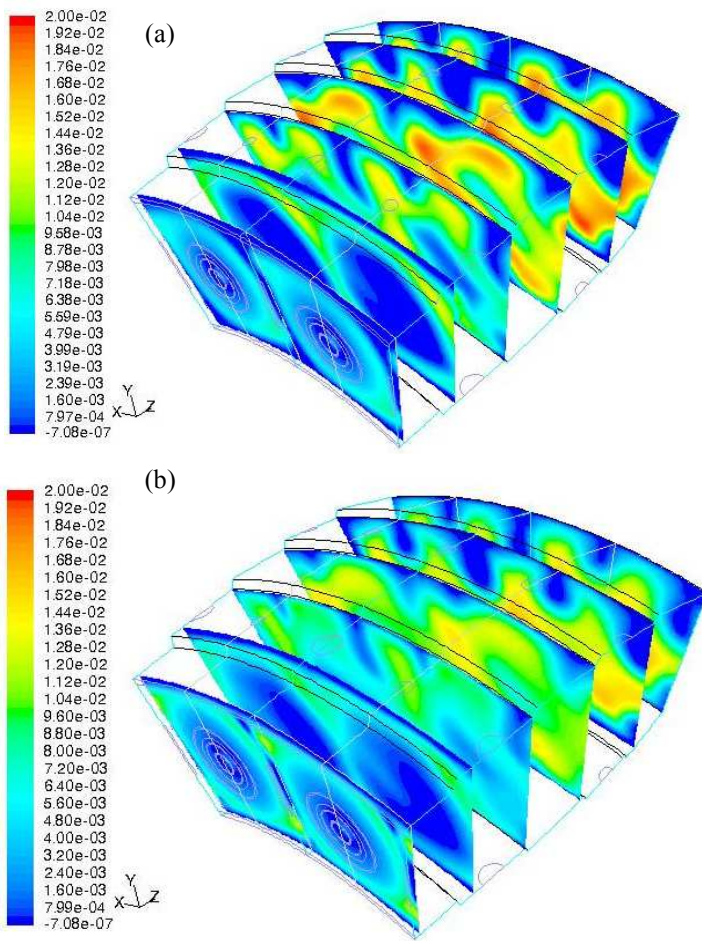 (a)
2.00e-02
1.92e-02
1.84e-02
1.76e-02
1.68e-02
1.60e-02
1.52e-02
1.44e-02
1.36e-02
1.28e-02
1.20e-02
1.12e-02
1.04e-02
9.58e-03
8.78e-03
7.98e-03
7.18e-03
6.38e-03
5.59e-03
4.79e-03
3.99e-03
3.19e-03
2.39e-03
1.60e-03
7.97e-04
-7.08e-07
Y
X Z
(b)
2.00e-02
1.92e-02
1.84e-02
1.76e-02
1.68e-02
1.60e-02
1.52e-02
1.44e-02
1.36e-02
1.28e-02
1.20e-02
1.12e-02
1.04e-02
9.60e-03
8.80e-03
8.00e-03
7.20e-03
6.40e-03
5.60e-03
4.80e-03
4.00e-03
3.20e-03
2.40e-03
1.60e-03
7.99e-04
-7.08e-07
Y
X Z